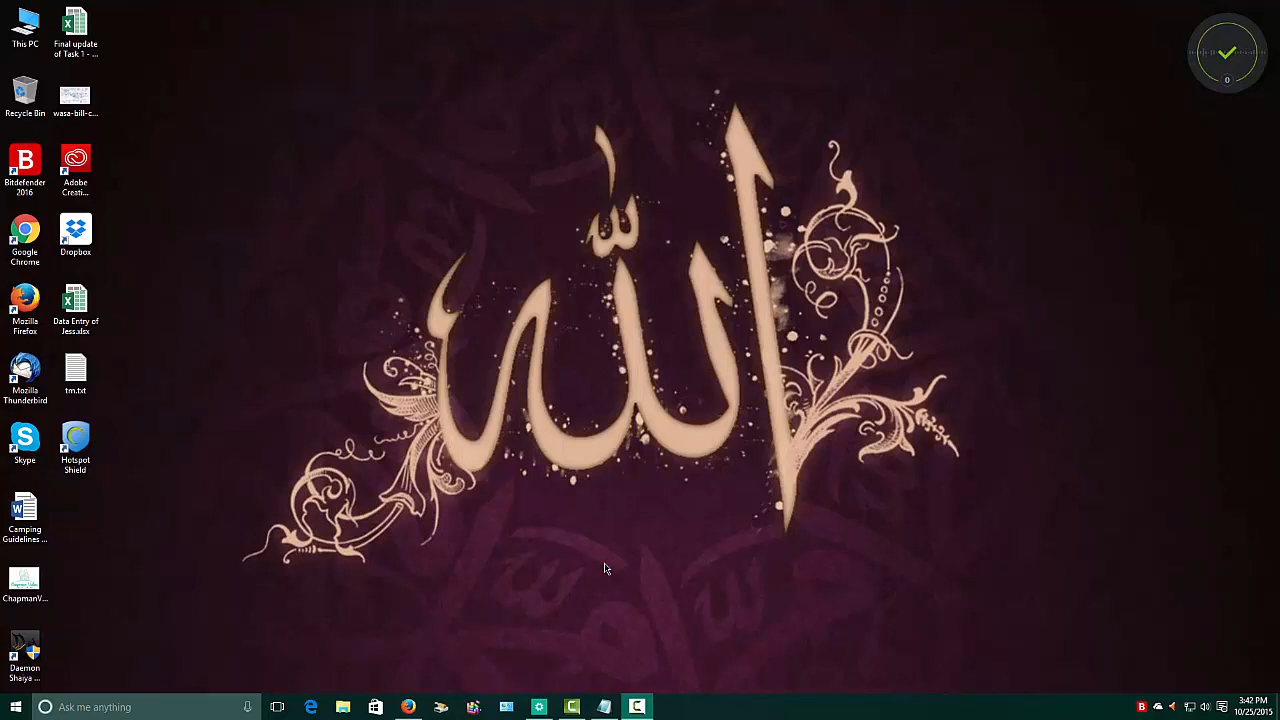 This PC
Final update
of Task 1 - ...
Recycle Bin
wasa-bill-c...
Bitdefender
2016
Adobe
Creati...
Google
Chrome
Dropbox
Mozilla
Firefox
Data Entry of
Jess.xlsx
Mozilla
Thunderbird
tm.txt
Skype
Hotspot
Shield
Camping
Guidelines ...
ChapmanV...
Daemon
Shaiya ...
الله
0
Ask me anything
3:42 PM
10/25/2015